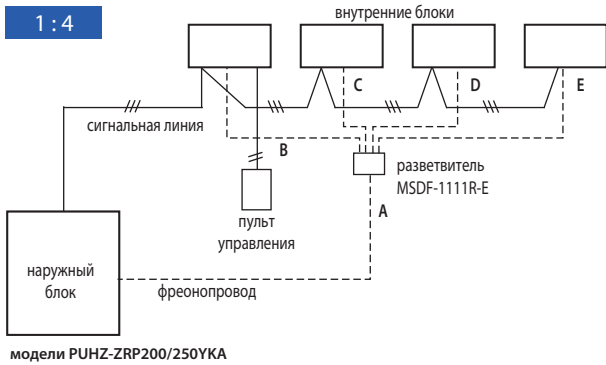 1 : 4
внутренние блоки
C
D
E
сигнальная линия
B
разветвитель
MSDF-1111R-E
A
пульт
управления
наружный
блок
фреонопровод
модели PUHZ-ZRP200/250YKA